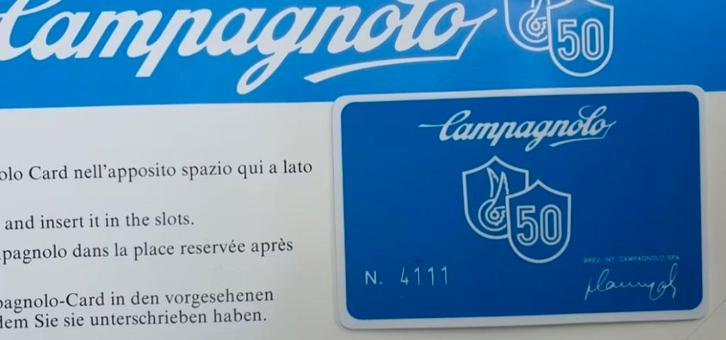 Campagnolo
50
olo Card nell'apposito spazio qui a lato
and insert it in the slots.
pagnolo dans la place reservée après
pagnolo-Card in den vorgesehenen
dem Sie sie unterschrieben haben.
Campagnolo
50
N. 4111
BREV. INT. CAMPAGNOLO SPA